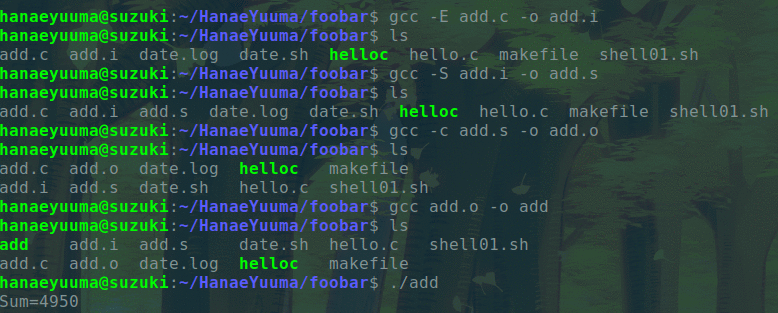 hanaeyuuma@suzuki:~/HanaeYuuma/foobar$ gcc -E add.c -o add.i
hanaeyuuma@suzuki:~/HanaeYuuma/foobar$ ls
add.c  add.i  date.log  date.sh  helloc  hello.c  makefile  shell01.sh
hanaeyuuma@suzuki:~/HanaeYuuma/foobar$ gcc -S add.i -o add.s
hanaeyuuma@suzuki:~/HanaeYuuma/foobar$ ls
add.c  add.i  add.s  date.log  date.sh  helloc  hello.c  makefile  shell01.sh
hanaeyuuma@suzuki:~/HanaeYuuma/foobar$ gcc -c add.s -o add.o
hanaeyuuma@suzuki:~/HanaeYuuma/foobar$ ls
add.c  add.o  date.log  helloc   makefile
add.i  add.s  date.sh   hello.c  shell01.sh
hanaeyuuma@suzuki:~/HanaeYuuma/foobar$ gcc add.o -o add
hanaeyuuma@suzuki:~/HanaeYuuma/foobar$ ls
add    add.i  add.s     date.sh  hello.c   shell01.sh
add.c  add.o  date.log  helloc   makefile
hanaeyuuma@suzuki:~/HanaeYuuma/foobar$ ./add
Sum=4950